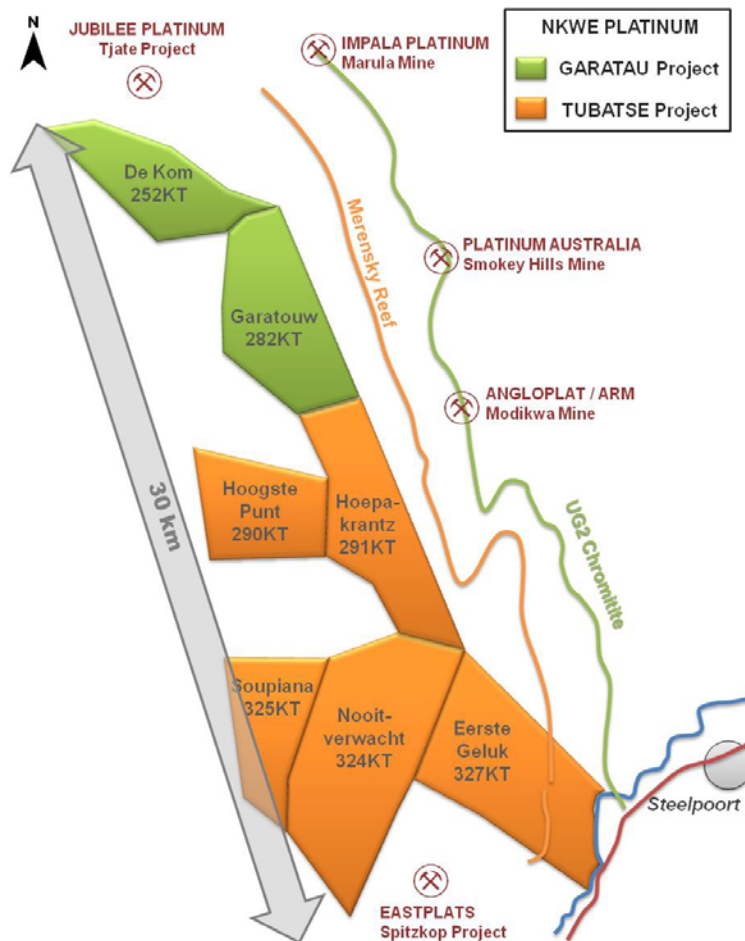 N
JUBILEE PLATINUM
Tjate Project
IMPALA PLATINUM
Marula Mine
NKWE PLATINUM
GARATAU Project
TUBATSE Project
De Kom
252KT
Merensky Reef
PLATINUM AUSTRALIA
Smokey Hills Mine
Garatouw
282KT
ANGLOPLAT / ARM
Modikwa Mine
30 km
Hoogste
Punt
290KT
Hoepa-
krantz
291KT
UG2 Chromitite
Soupiana
325KT
Nooit-
verwacht
324KT
Eerste
Geluk
327KT
Steelpoort
EASTPLATS
Spitzkop Project